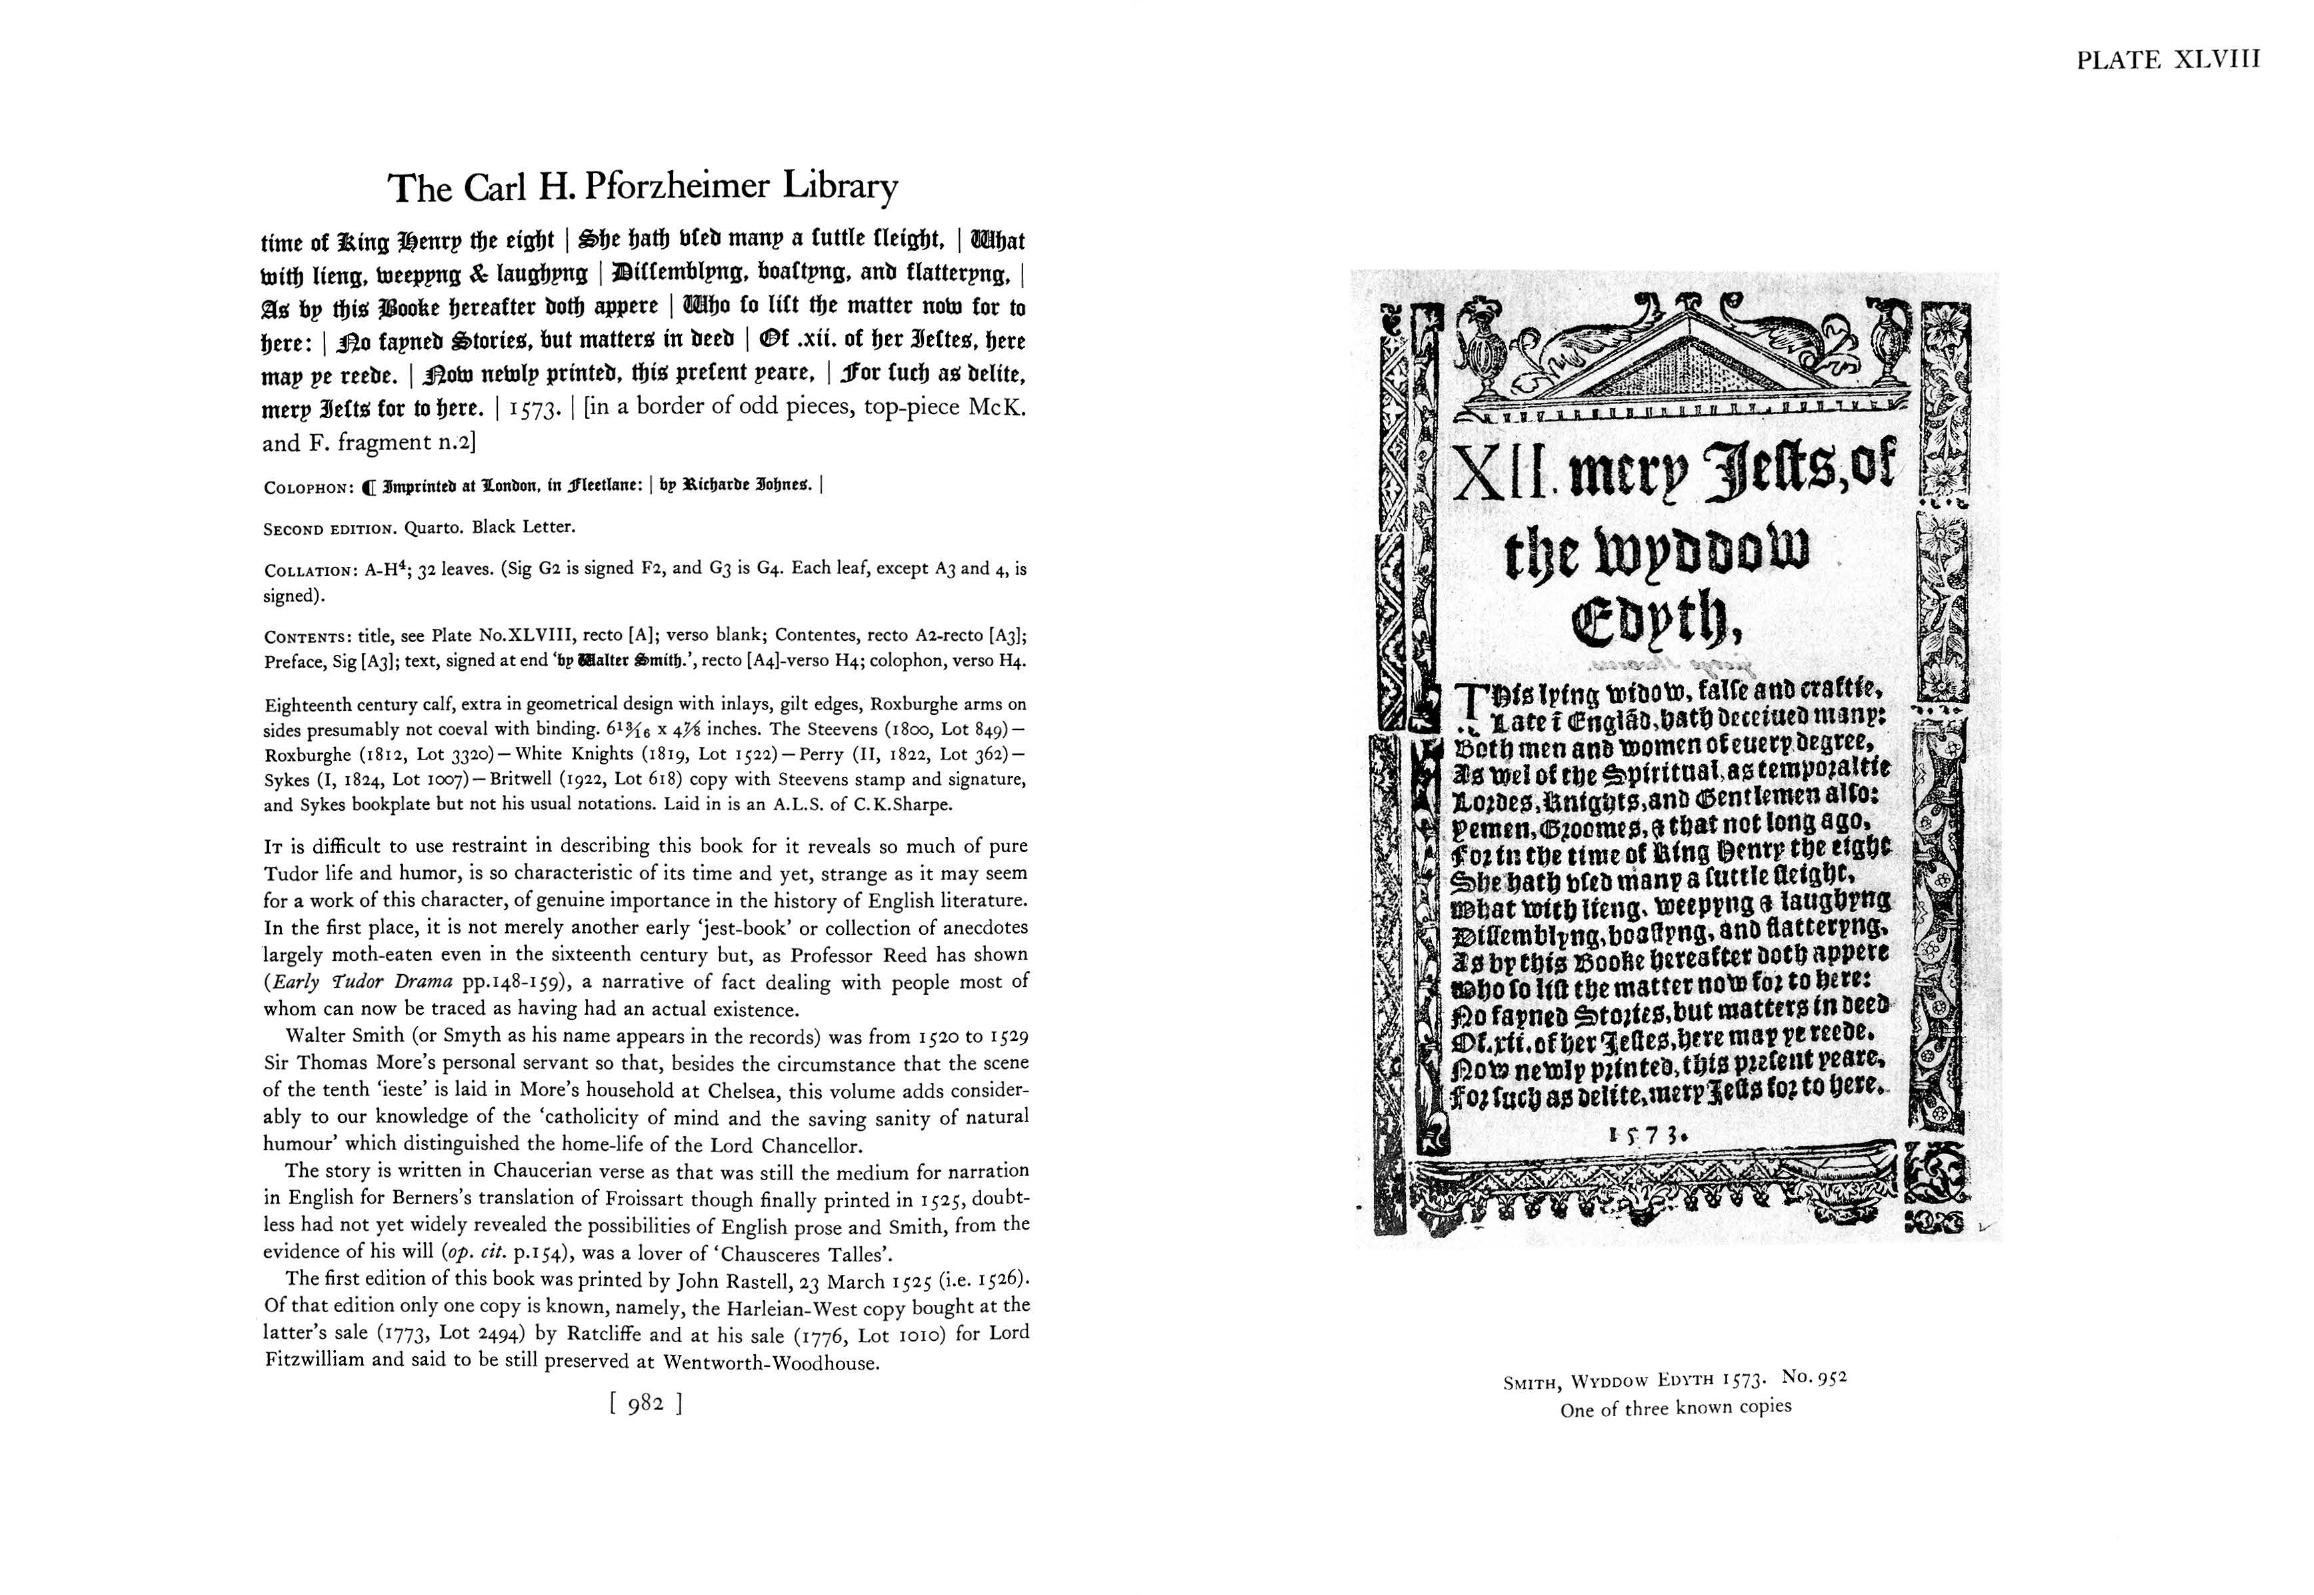 The Carl H. Pforzheimer Library
time of King Henry the eight | She hath vſed many a ſuttle ſleight, | What
with lieng, weeppyng & laughyng | Diſſemblyng, boaſtyng, and flatteryng, |
As by this Booke hereafter doth appere | Who ſo liſt the matter now for to
here: | No fayned Stories, but matters in deed | Of .xii. of her Ieſtes, here
may ye reede. | Now newly printed, this preſent yeare, | For ſuch as delite,
mery Ieſts for to here. | 1573. | [in a border of odd pieces, top-piece McK.
and F. fragment n.2]
COLOPHON: ¶ Imprinted at London, in Fleetlane: | by Richarde Johnes. |
SECOND EDITION. Quarto. Black Letter.
COLLATION: A-H⁴; 32 leaves. (Sig G2 is signed F2, and G3 is G4. Each leaf, except A3 and 4, is
signed).
CONTENTS: title, see Plate No.XLVIII, recto [A]; verso blank; Contentes, recto A2-recto [A3];
Preface, Sig [A3]; text, signed at end ‘by Walter Smith.’, recto [A4]-verso H4; colophon, verso H4.
Eighteenth century calf, extra in geometrical design with inlays, gilt edges, Roxburghe arms on
sides presumably not coeval with binding. 6¹³⁄₁₆ x 4⅞ inches. The Steevens (1800, Lot 849)—
Roxburghe (1812, Lot 3320)—White Knights (1819, Lot 1522)—Perry (II, 1822, Lot 362)—
Sykes (I, 1824, Lot 1007)—Britwell (1922, Lot 618) copy with Steevens stamp and signature,
and Sykes bookplate but not his usual notations. Laid in is an A.L.S. of C.K.Sharpe.
IT is difficult to use restraint in describing this book for it reveals so much of pure
Tudor life and humor, is so characteristic of its time and yet, strange as it may seem
for a work of this character, of genuine importance in the history of English literature.
In the first place, it is not merely another early ‘jest-book’ or collection of anecdotes
largely moth-eaten even in the sixteenth century but, as Professor Reed has shown
(Early Tudor Drama pp.148-159), a narrative of fact dealing with people most of
whom can now be traced as having had an actual existence.
Walter Smith (or Smyth as his name appears in the records) was from 1520 to 1529
Sir Thomas More’s personal servant so that, besides the circumstance that the scene
of the tenth ‘ieste’ is laid in More’s household at Chelsea, this volume adds consider-
ably to our knowledge of the ‘catholicity of mind and the saving sanity of natural
humour’ which distinguished the home-life of the Lord Chancellor.
The story is written in Chaucerian verse as that was still the medium for narration
in English for Berners’s translation of Froissart though finally printed in 1525, doubt-
less had not yet widely revealed the possibilities of English prose and Smith, from the
evidence of his will (op. cit. p.154), was a lover of ‘Chausceres Talles’.
The first edition of this book was printed by John Rastell, 23 March 1525 (i.e. 1526).
Of that edition only one copy is known, namely, the Harleian-West copy bought at the
latter’s sale (1773, Lot 2494) by Ratcliffe and at his sale (1776, Lot 1010) for Lord
Fitzwilliam and said to be still preserved at Wentworth-Woodhouse.
[ 982 ]
PLATE XLVIII
XII. mery Jeſts, of
the wyddow
Edyth,
THis lying widow, falſe and craftie,
Late ī Englād, hath deceiued many:
Both men and women of euery degree,
As wel of the Spiritual, as temporaltie
Lordes, Knights, and Gentlemen alſo:
Yemen, Groomes, & that not long ago,
For in the time of King Henry the eight
She hath vſed many a ſuttle ſleight,
What with lieng, weeppyng & laughyng
Diſſemblyng, boaſtyng, and flatteryng,
As by this Booke hereafter doth appere
Who ſo liſt the matter now for to here:
No fayned Stories, but matters in deed
Of .xii. of her Jeſtes, here may ye reede.
Now newly printed, this preſent yeare,
For ſuch as delite, mery Jeſts for to here.
1573.
SMITH, WYDDOW EDYTH 1573. No. 952
One of three known copies